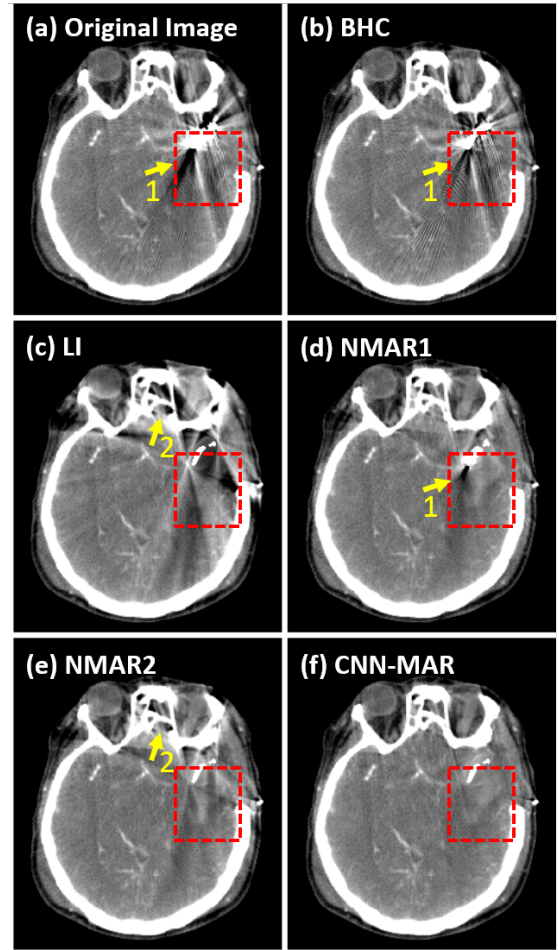 (a) Original Image
(b) BHC
1
1
(c) LI
(d) NMAR1
2
1
(e) NMAR2
(f) CNN-MAR
2